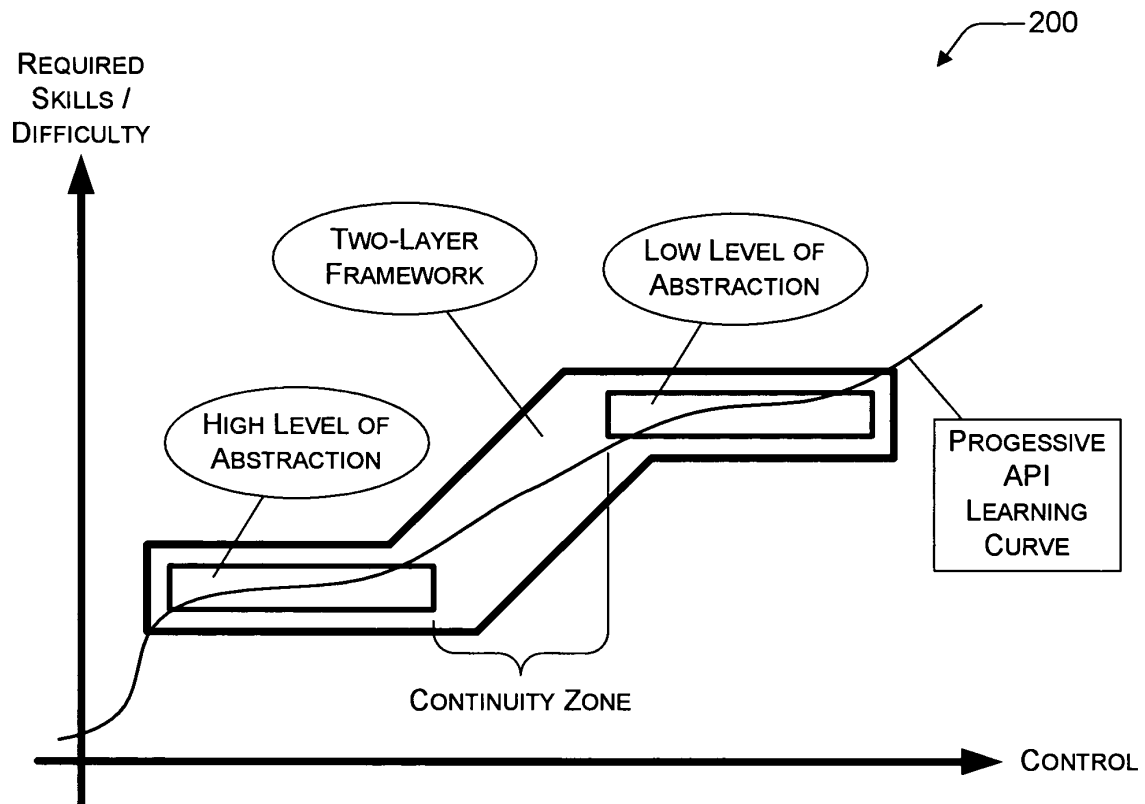 200
REQUIRED
SKILLS /
DIFFICULTY
TWO-LAYER
FRAMEWORK
LOW LEVEL OF
ABSTRACTION
HIGH LEVEL OF
ABSTRACTION
PROGESSIVE
API
LEARNING
CURVE
CONTINUITY ZONE
CONTROL